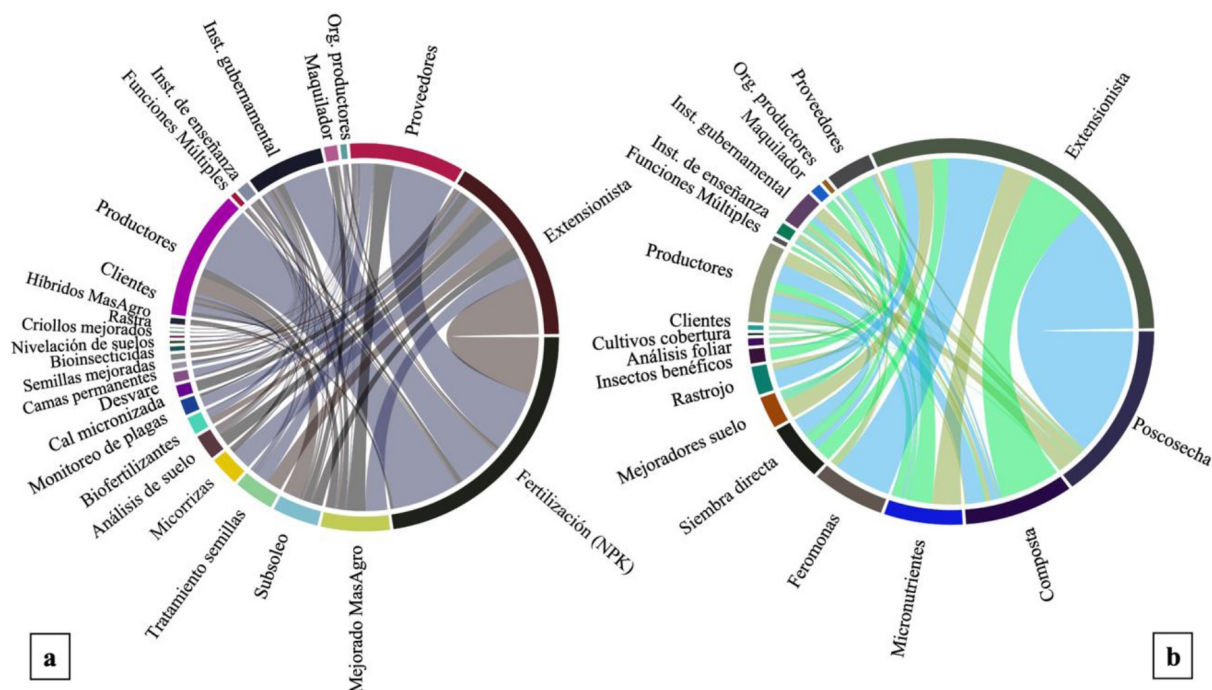 Org. productores
Maquilador
Proveedores
Inst. gubernamental
Inst. de enseñanza
Funciones Múltiples
Extensionista
Productores
Clientes
Híbridos MasAgro
Rastra
Criollos mejorados
Nivelación de suelos
Bioinsecticidas
Semillas mejoradas
Camas permanentes
Desvare
Cal micronizada
Monitoreo de plagas
Biofertilizantes
Análisis de suelo
Micorizas
Tratamiento semillas
Subsoleo
Mejorado MasAgro
Fertilización (NPK)
a
Proveedores
Org. productores
Maquilador
Inst. gubernamental
Inst. de enseñanza
Funciones Múltiples
Extensionista
Productores
Clientes
Cultivos cobertura
Análisis foliar
Insectos benéficos
Rastrojo
Mejoradores suelo
Siembra directa
Feromonas
Micronutrientes
Composta
Poscosecha
b